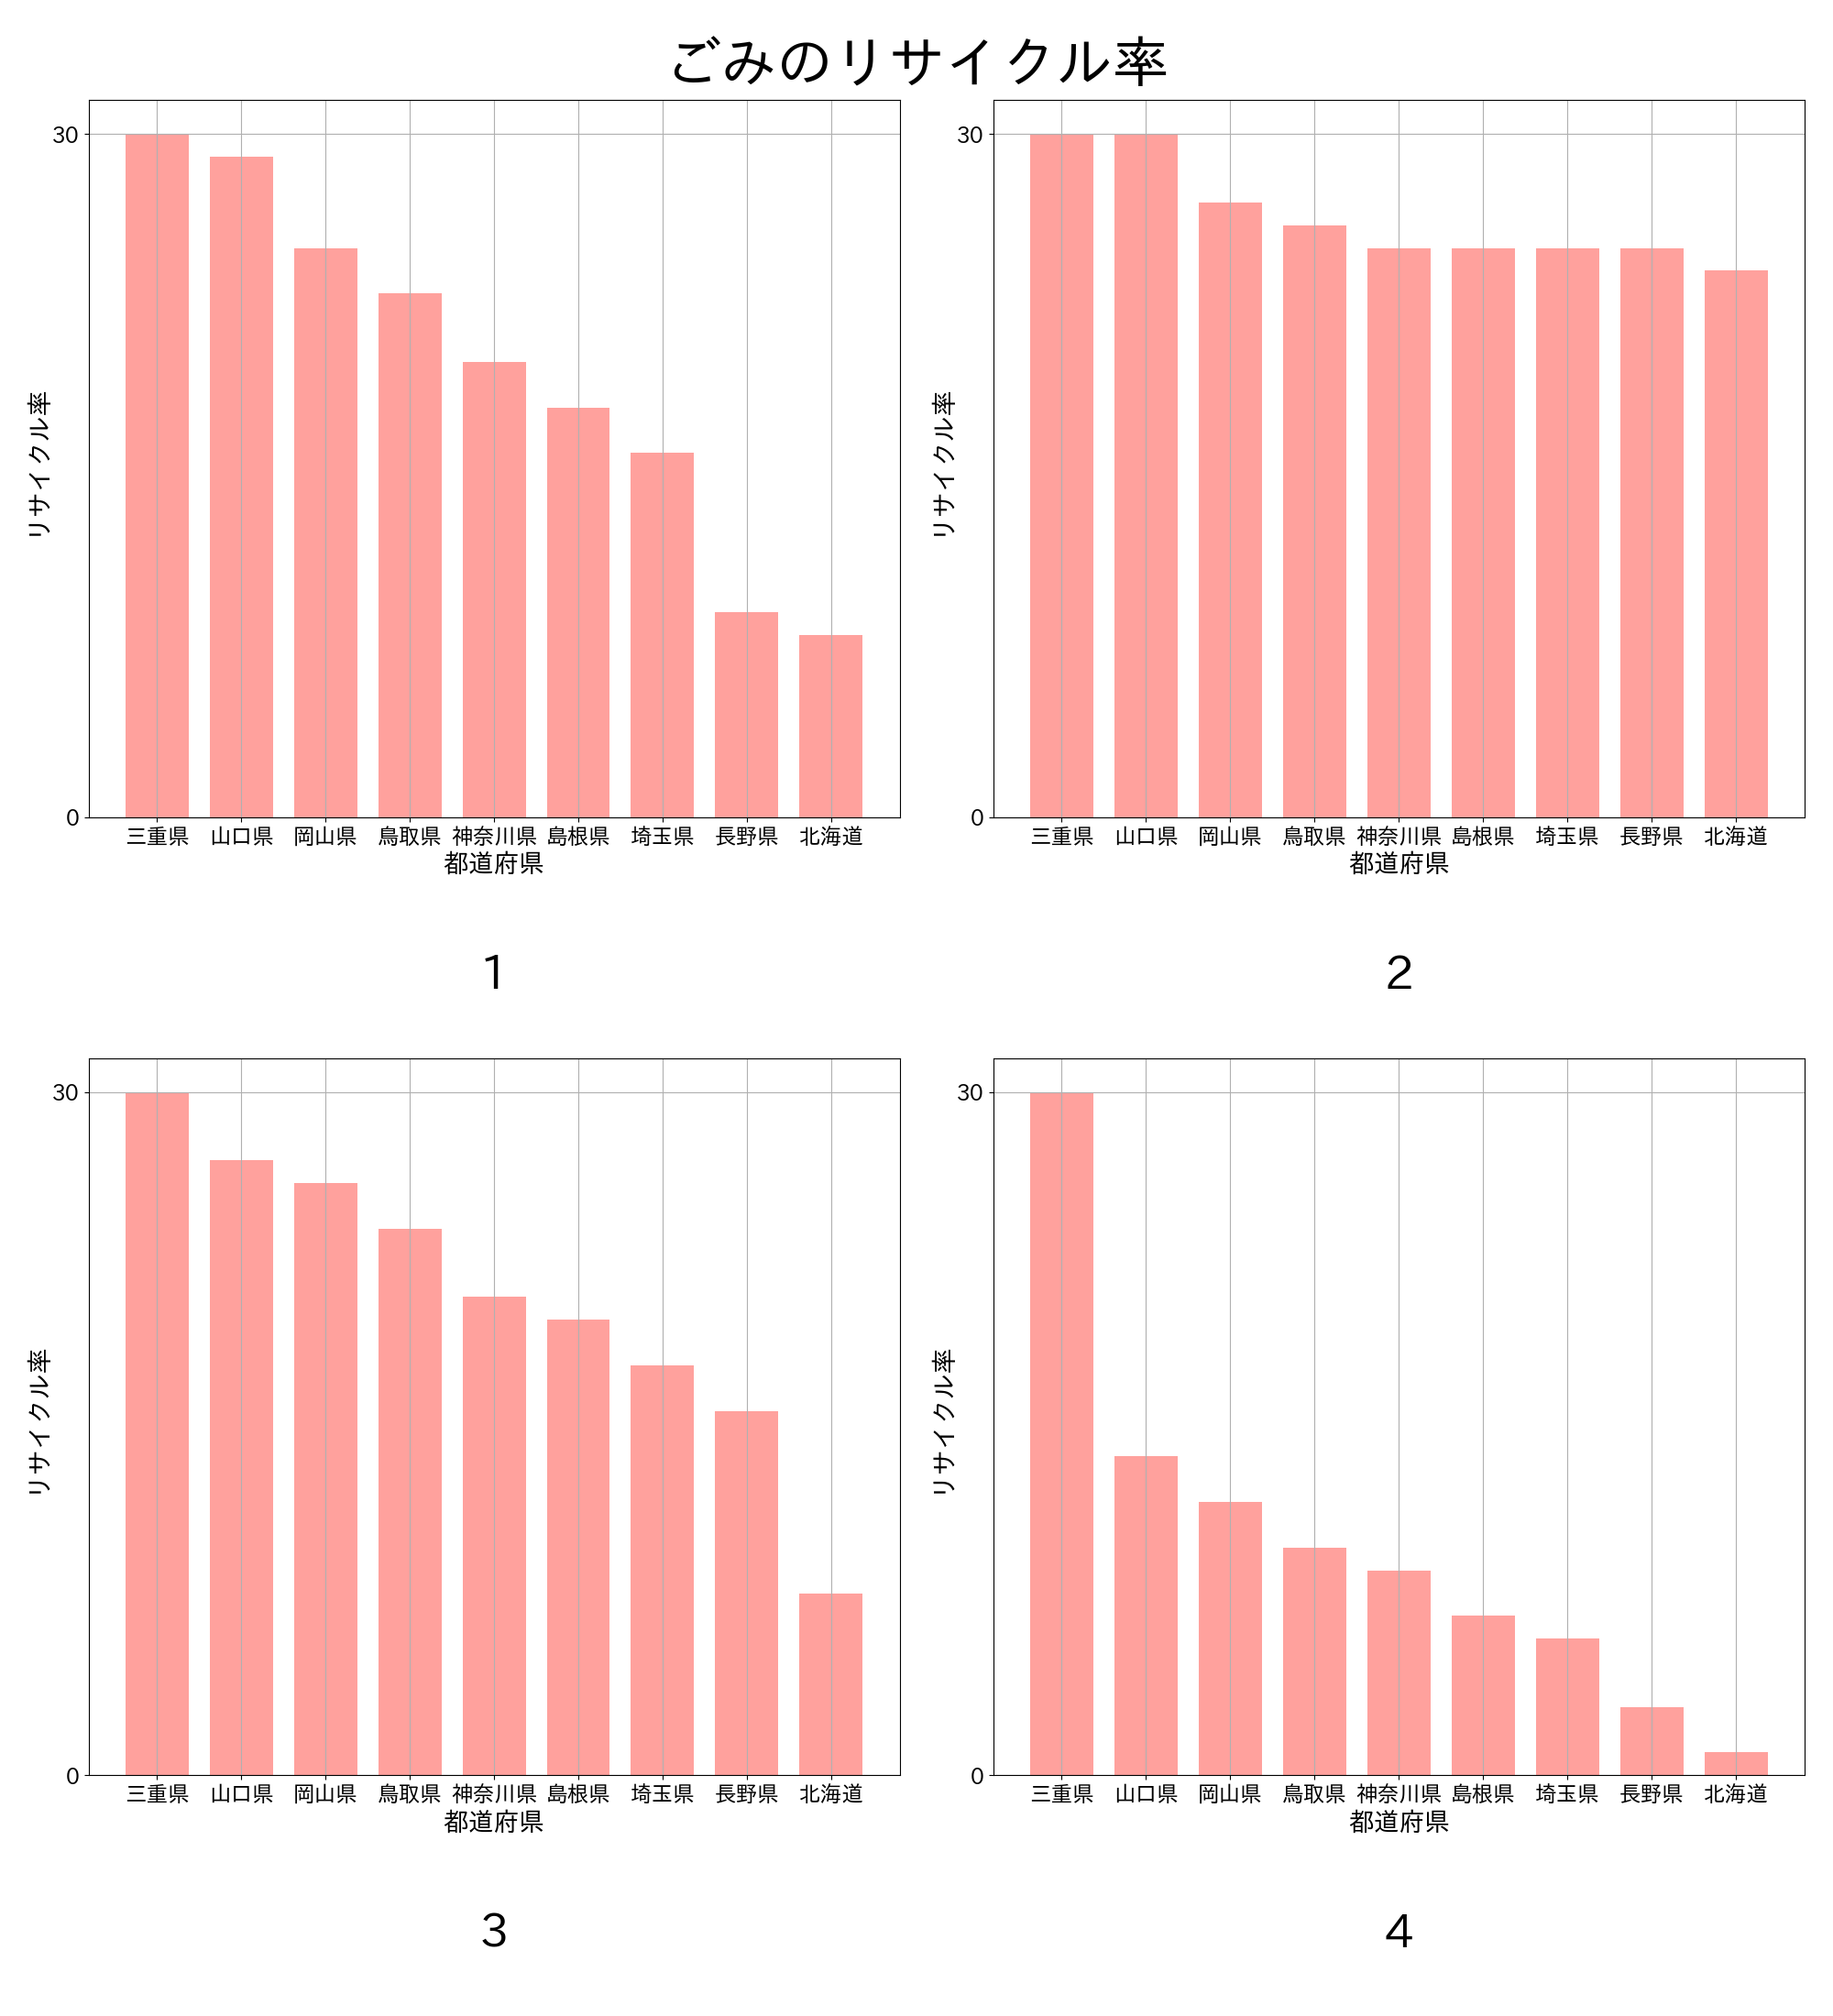 ごみのリサイクル率
30
0
リサイクル率
三重県 山口県 岡山県 鳥取県 神奈川県 島根県 埼玉県 長野県 北海道
都道府県
1
30
0
リサイクル率
三重県 山口県 岡山県 鳥取県 神奈川県 島根県 埼玉県 長野県 北海道
都道府県
2
30
0
リサイクル率
三重県 山口県 岡山県 鳥取県 神奈川県 島根県 埼玉県 長野県 北海道
都道府県
3
30
0
リサイクル率
三重県 山口県 岡山県 鳥取県 神奈川県 島根県 埼玉県 長野県 北海道
都道府県
4